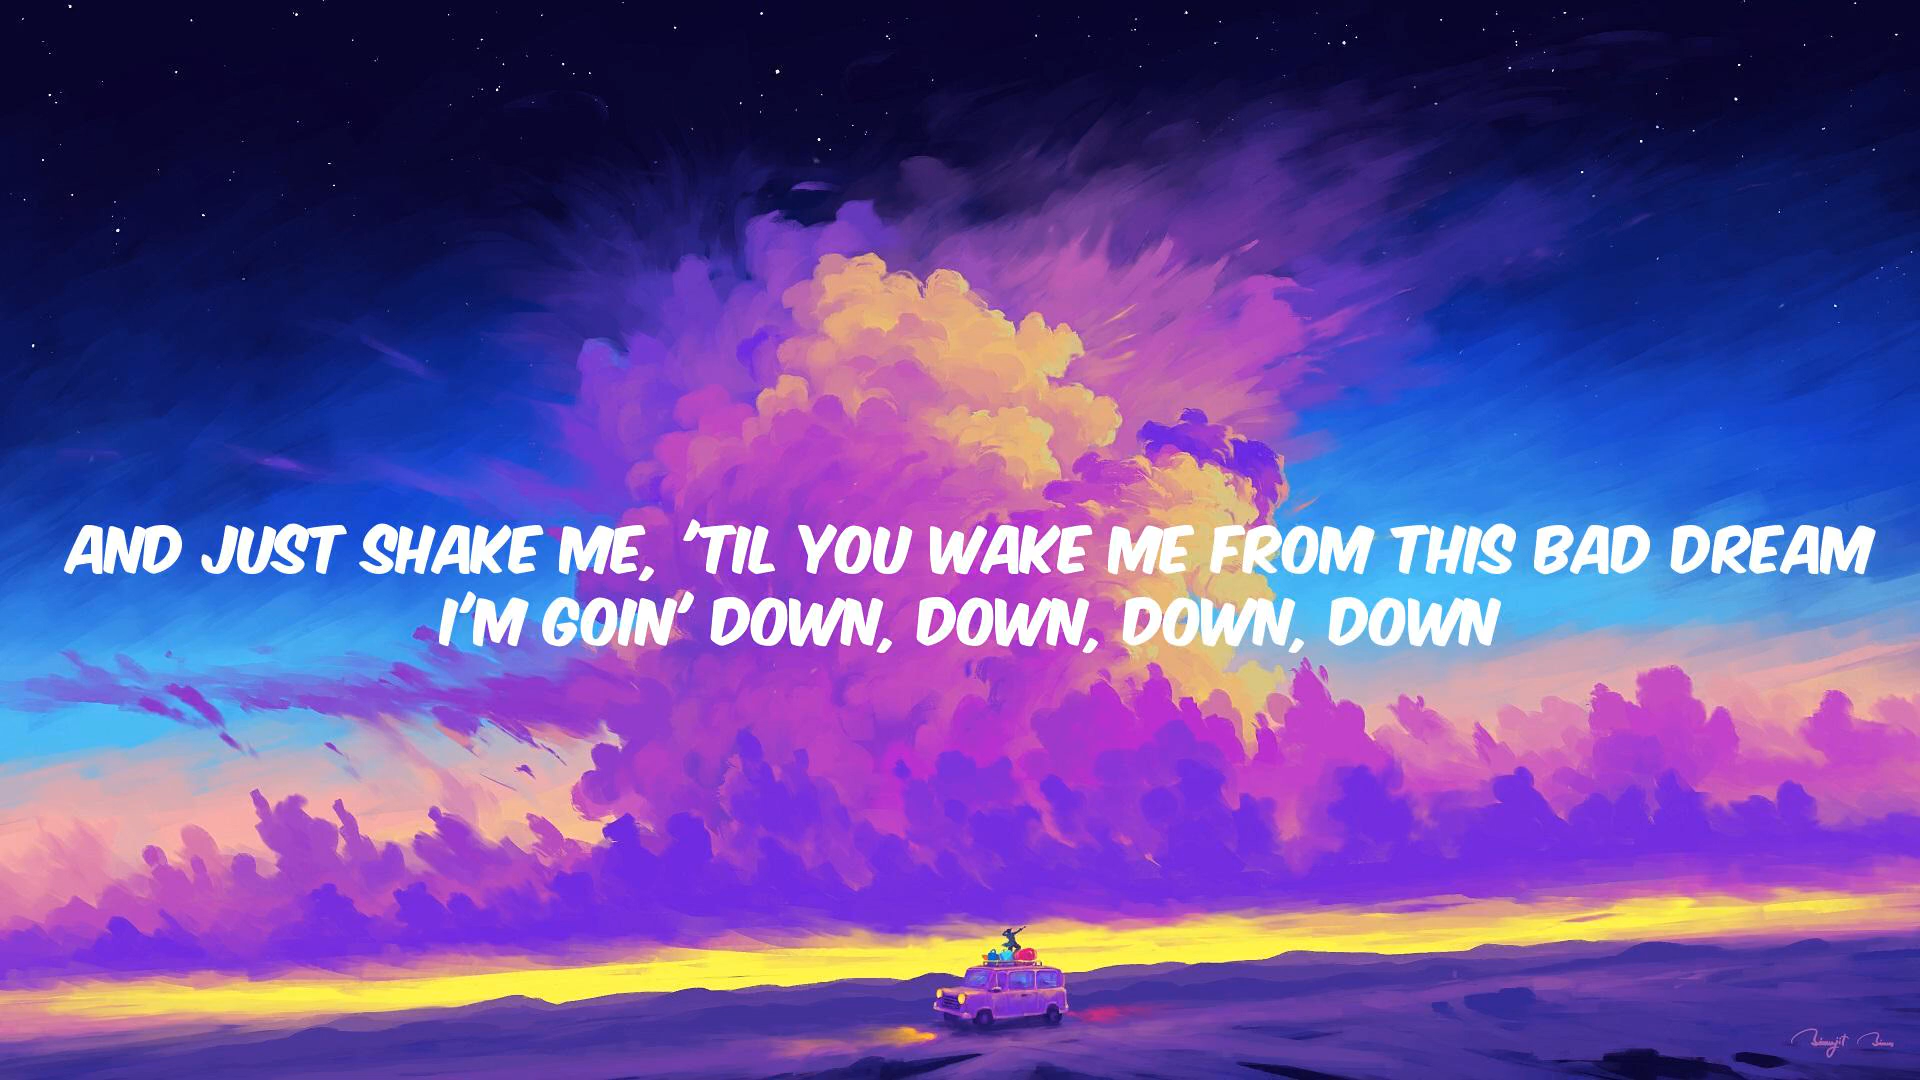 AND JUST SHAKE ME, 'TIL YOU WAKE ME FROM THIS BAD DREAM
I'M GOIN' DOWN, DOWN, DOWN, DOWN